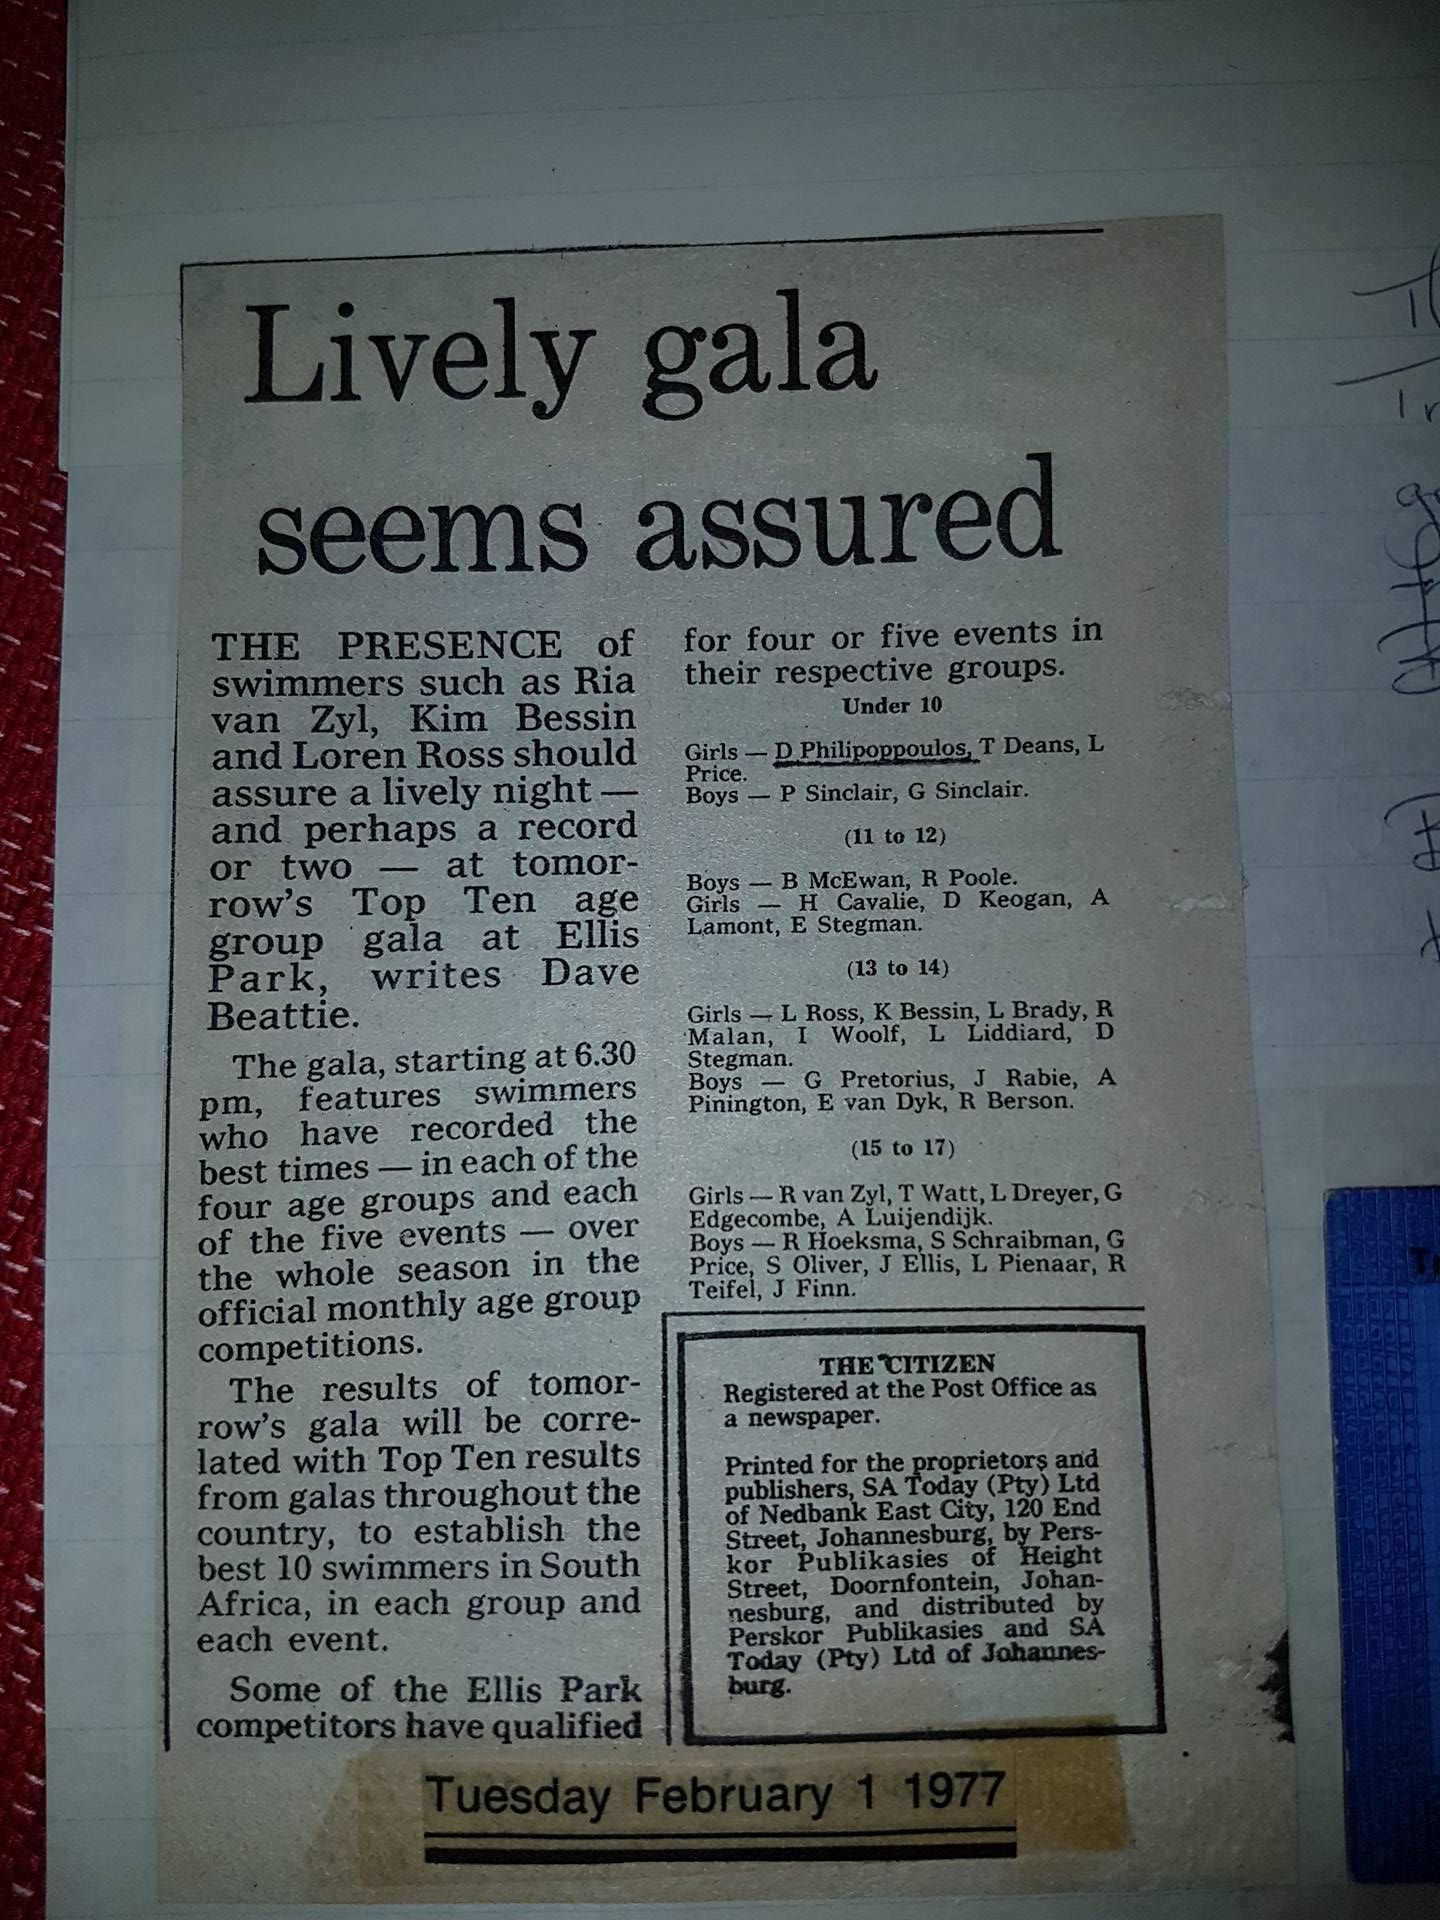 Lively gala
seems assured
THE PRESENCE of
swimmers such as Ria
van Zyl, Kim Bessin
and Loren Ross should
assure a lively night —
and perhaps a record
or two — at tomor-
row's Top Ten age
group gala at Ellis
Park, writes Dave
Beattie.
The gala, starting at 6.30
pm, features swimmers
who have recorded the
best times — in each of the
four age groups and each
of the five events — over
the whole season in the
official monthly age group
competitions.
The results of tomor-
row's gala will be corre-
lated with Top Ten results
from galas throughout the
country, to establish the
best 10 swimmers in South
Africa, in each group and
each event.
Some of the Ellis Park
competitors have qualified
for four or five events in
their respective groups.
Under 10
Girls — D Philipoppoulos, T Deans, L
Price.
Boys — P Sinclair, G Sinclair.
(11 to 12)
Boys — B McEwan, R Poole.
Girls — H Cavalie, D Keogan, A
Lamont, E Stegman.
(13 to 14)
Girls — L Ross, K Bessin, L Brady, R
Malan, I Woolf, L Liddiard, D
Stegman.
Boys — G Pretorius, J Rabie, A
Pinington, E van Dyk, R Berson.
(15 to 17)
Girls — R van Zyl, T Watt, L Dreyer, G
Edgecombe, A Luijendijk.
Boys — R Hoeksma, S Schraibman, G
Price, S Oliver, J Ellis, L Pienaar, R
Teifel, J Finn.
THE CITIZEN
Registered at the Post Office as
a newspaper.
Printed for the proprietors and
publishers, SA Today (Pty) Ltd
of Nedbank East City, 120 End
Street, Johannesburg, by Pers-
kor Publikasies of Height
Street, Doornfontein, Johan-
nesburg, and distributed by
Perskor Publikasies and SA
Today (Pty) Ltd of Johannes-
burg.
Tuesday February 1 1977